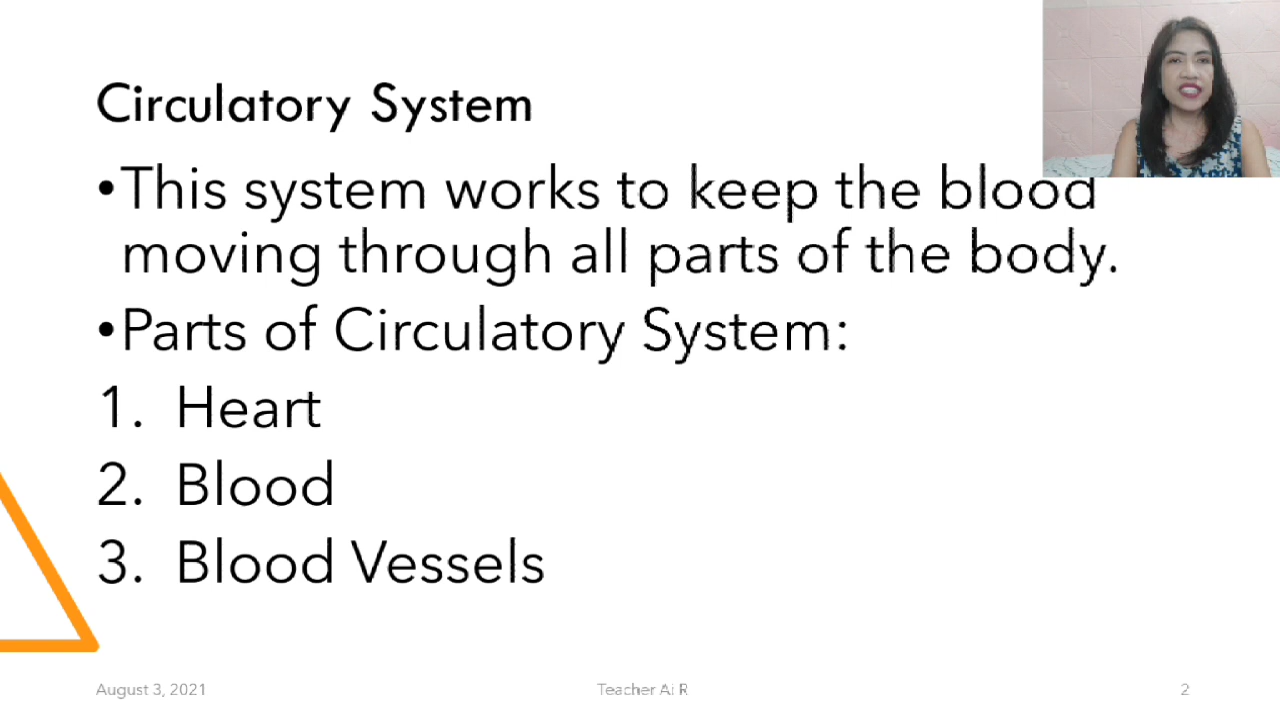 Circulatory System
•This system works to keep the blood
moving through all parts of the body.
•Parts of Circulatory System:
1. Heart
2. Blood
3. Blood Vessels
August 3, 2021
Teacher Ai R
2